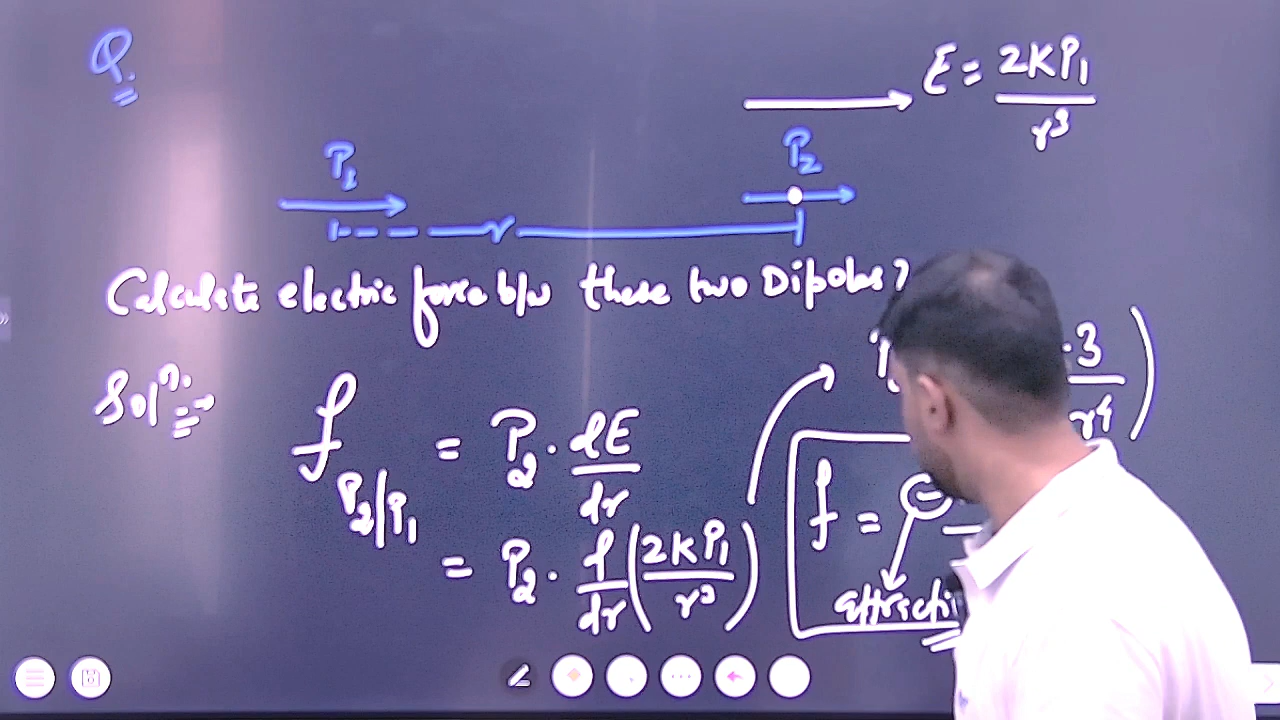 Q.
E = 2KP₁/r³
P₁
P₂
r
Calculate electric force b/w these two Dipoles?
Solⁿ.
f P₂/P₁ = P₂ · dE/dr
= P₂ · d/dr (2KP₁/r³)
· 3/r⁴ )
f = -
attracti